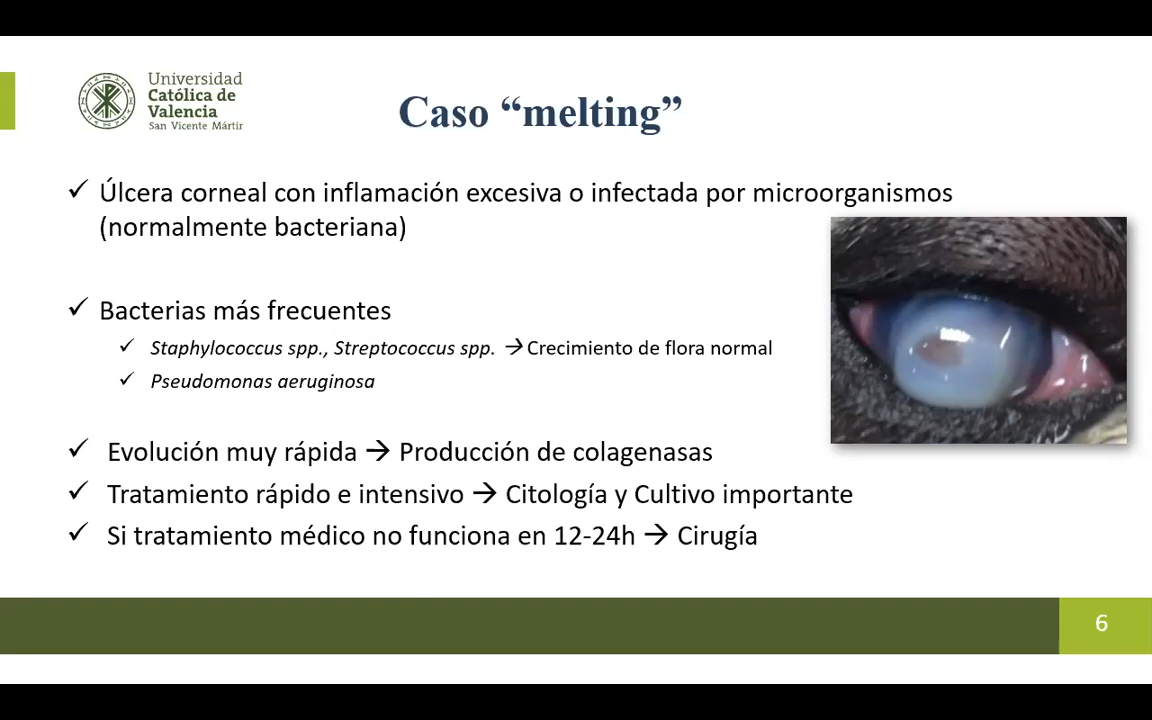 Universidad
Católica de
Valencia
San Vicente Mártir
Caso “melting”
✓ Úlcera corneal con inflamación excesiva o infectada por microorganismos
(normalmente bacteriana)
✓ Bacterias más frecuentes
✓ Staphylococcus spp., Streptococcus spp. → Crecimiento de flora normal
✓ Pseudomonas aeruginosa
✓ Evolución muy rápida → Producción de colagenasas
✓ Tratamiento rápido e intensivo → Citología y Cultivo importante
✓ Si tratamiento médico no funciona en 12-24h → Cirugía
6